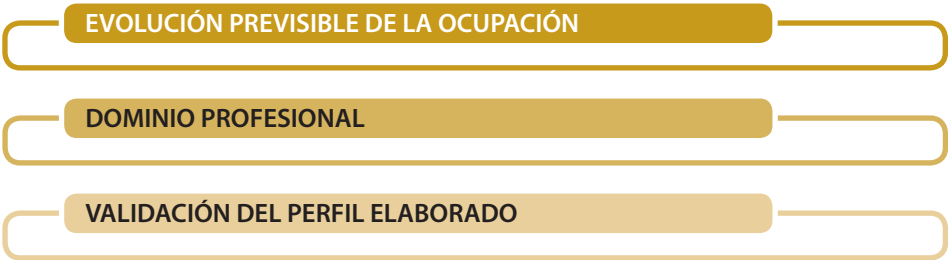 EVOLUCIÓN PREVISIBLE DE LA OCUPACIÓN
DOMINIO PROFESIONAL
VALIDACIÓN DEL PERFIL ELABORADO